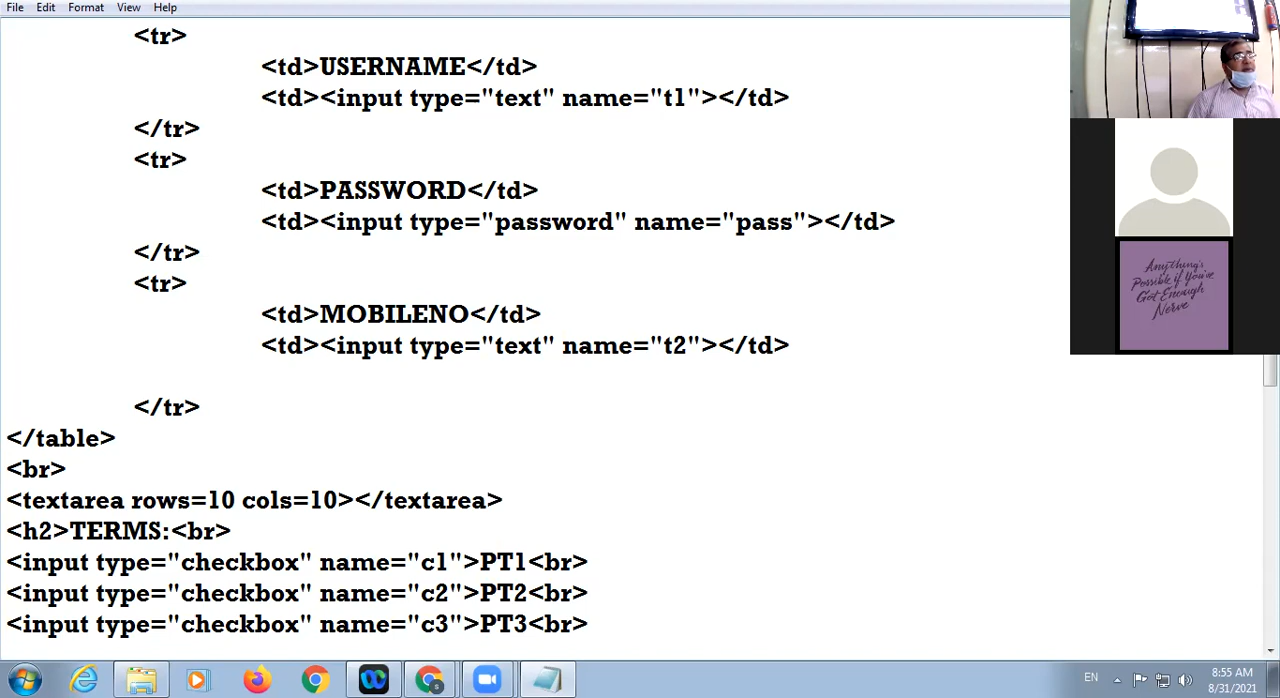 File Edit Format View Help
<tr>
<td>USERNAME</td>
<td><input type="text" name="t1"></td>
</tr>
<tr>
<td>PASSWORD</td>
<td><input type="password" name="pass"></td>
</tr>
<tr>
<td>MOBILENO</td>
<td><input type="text" name="t2"></td>
</tr>
</table>
<br>
<textarea rows=10 cols=10></textarea>
<h2>TERMS:<br>
<input type="checkbox" name="c1">PT1<br>
<input type="checkbox" name="c2">PT2<br>
<input type="checkbox" name="c3">PT3<br>
Anything's
Possible if You've
Got Enough
Nerve
EN
8:55 AM
8/31/2021